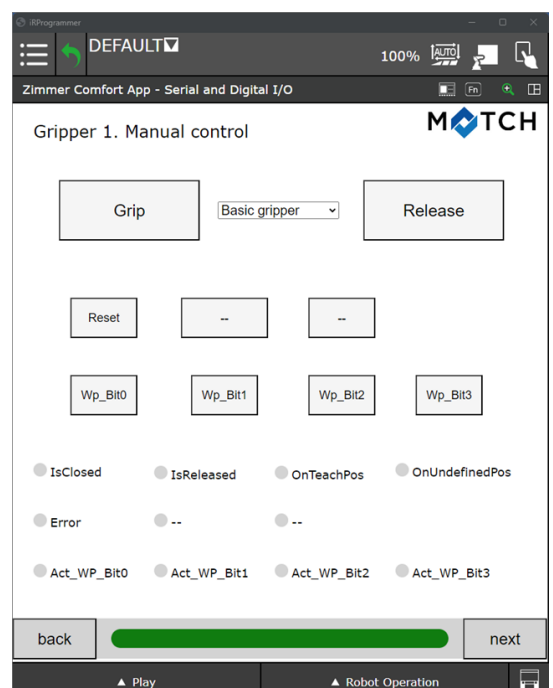 iRProgrammer
DEFAULT
100%
AUTO
Zimmer Comfort App - Serial and Digital I/O
Fn
Gripper 1. Manual control
MATCH
Grip
Basic gripper
Release
Reset
--
--
Wp_Bit0
Wp_Bit1
Wp_Bit2
Wp_Bit3
IsClosed
IsReleased
OnTeachPos
OnUndefinedPos
Error
--
--
Act_WP_Bit0
Act_WP_Bit1
Act_WP_Bit2
Act_WP_Bit3
back
next
▲ Play
▲ Robot Operation